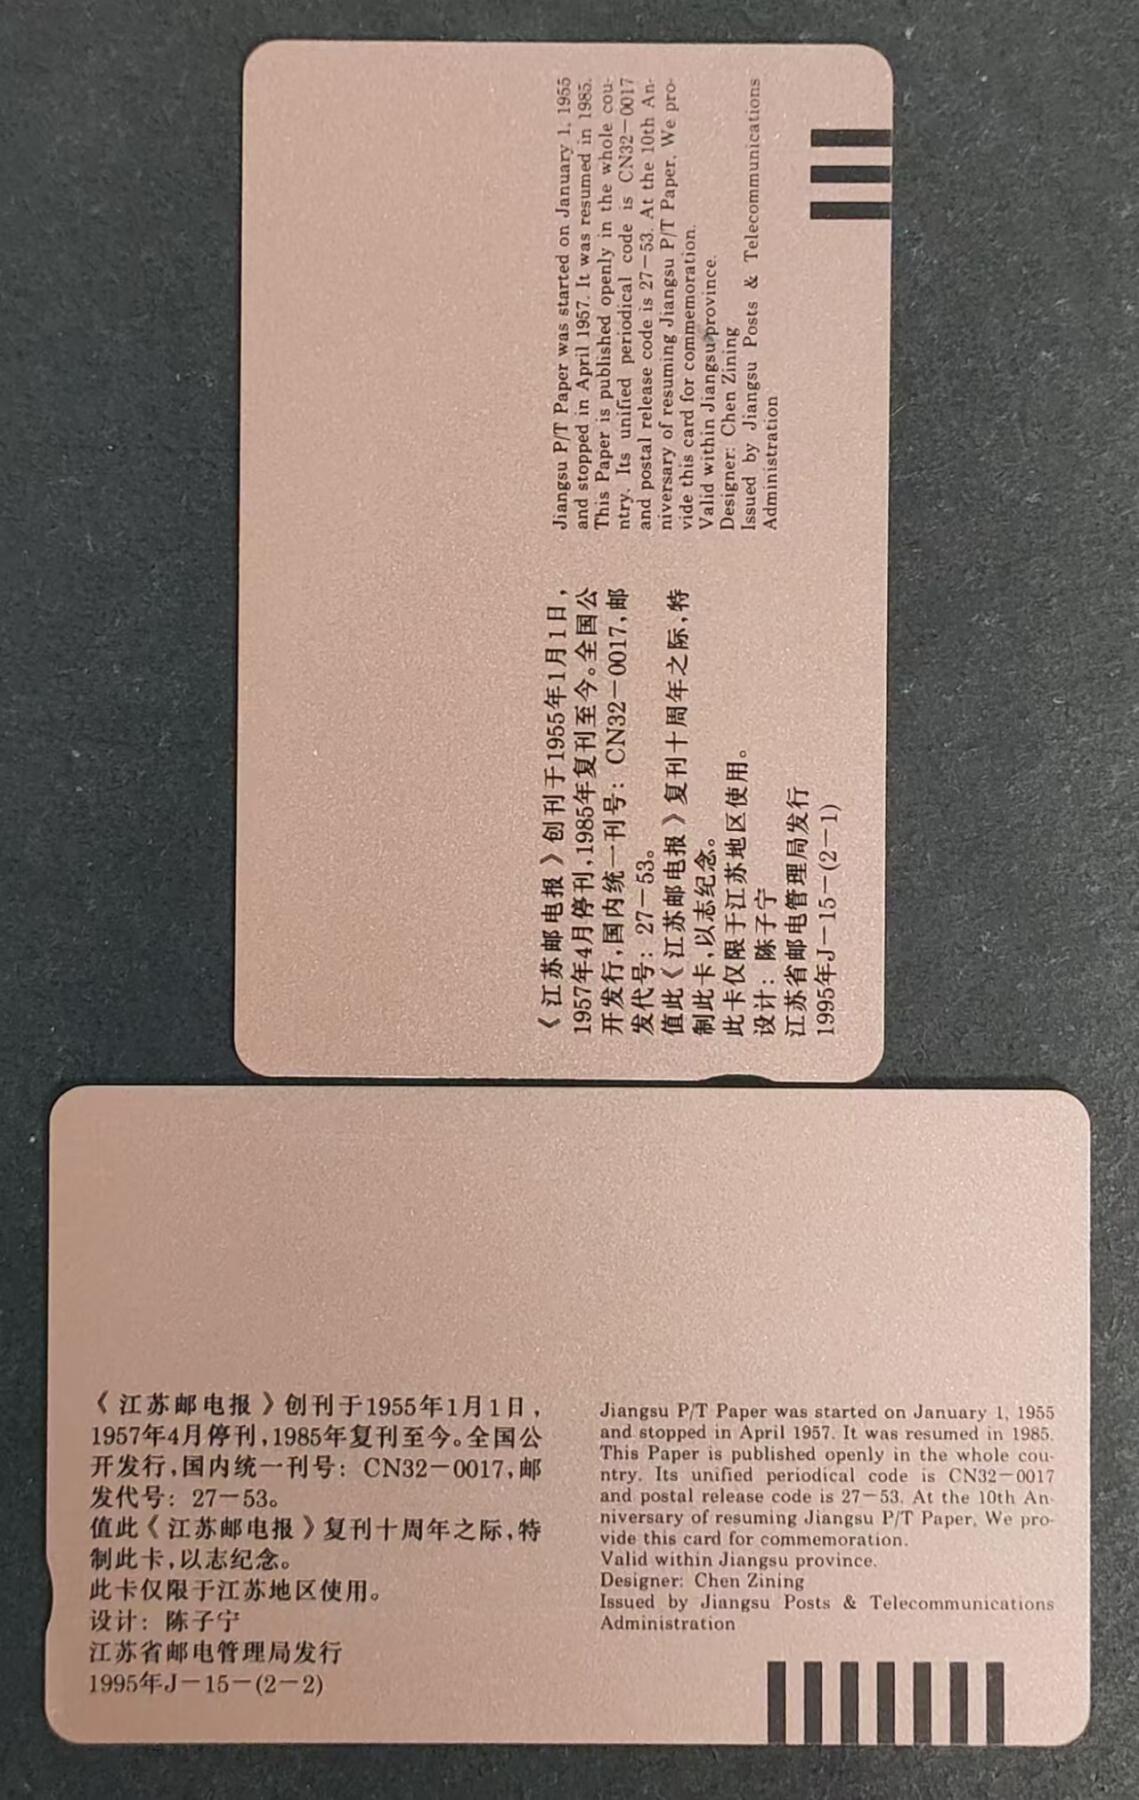 《江苏邮电报》创刊于1955年1月1日,
1957年4月停刊,1985年复刊至今。全国公
开发行,国内统一刊号: CN32-0017,邮
发代号: 27-53。
值此《江苏邮电报》复刊十周年之际,特
制此卡,以志纪念。
此卡仅限于江苏地区使用。
设计: 陈子宁
江苏省邮电管理局发行
1995年J-15-(2-1)
Jiangsu P/T Paper was started on January 1, 1955
and stopped in April 1957. It was resumed in 1985.
This Paper is published openly in the whole cou-
ntry. Its unified periodical code is CN32-0017
and postal release code is 27-53. At the 10th An-
niversary of resuming Jiangsu P/T Paper, We pro-
vide this card for commemoration.
Valid within Jiangsu province.
Designer: Chen Zining
Issued by Jiangsu Posts & Telecommunications
Administration
《江苏邮电报》创刊于1955年1月1日,
1957年4月停刊,1985年复刊至今。全国公
开发行,国内统一刊号: CN32-0017,邮
发代号: 27-53。
值此《江苏邮电报》复刊十周年之际,特
制此卡,以志纪念。
此卡仅限于江苏地区使用。
设计: 陈子宁
江苏省邮电管理局发行
1995年J-15-(2-2)
Jiangsu P/T Paper was started on January 1, 1955
and stopped in April 1957. It was resumed in 1985.
This Paper is published openly in the whole cou-
ntry. Its unified periodical code is CN32-0017
and postal release code is 27-53. At the 10th An-
niversary of resuming Jiangsu P/T Paper, We pro-
vide this card for commemoration.
Valid within Jiangsu province.
Designer: Chen Zining
Issued by Jiangsu Posts & Telecommunications
Administration